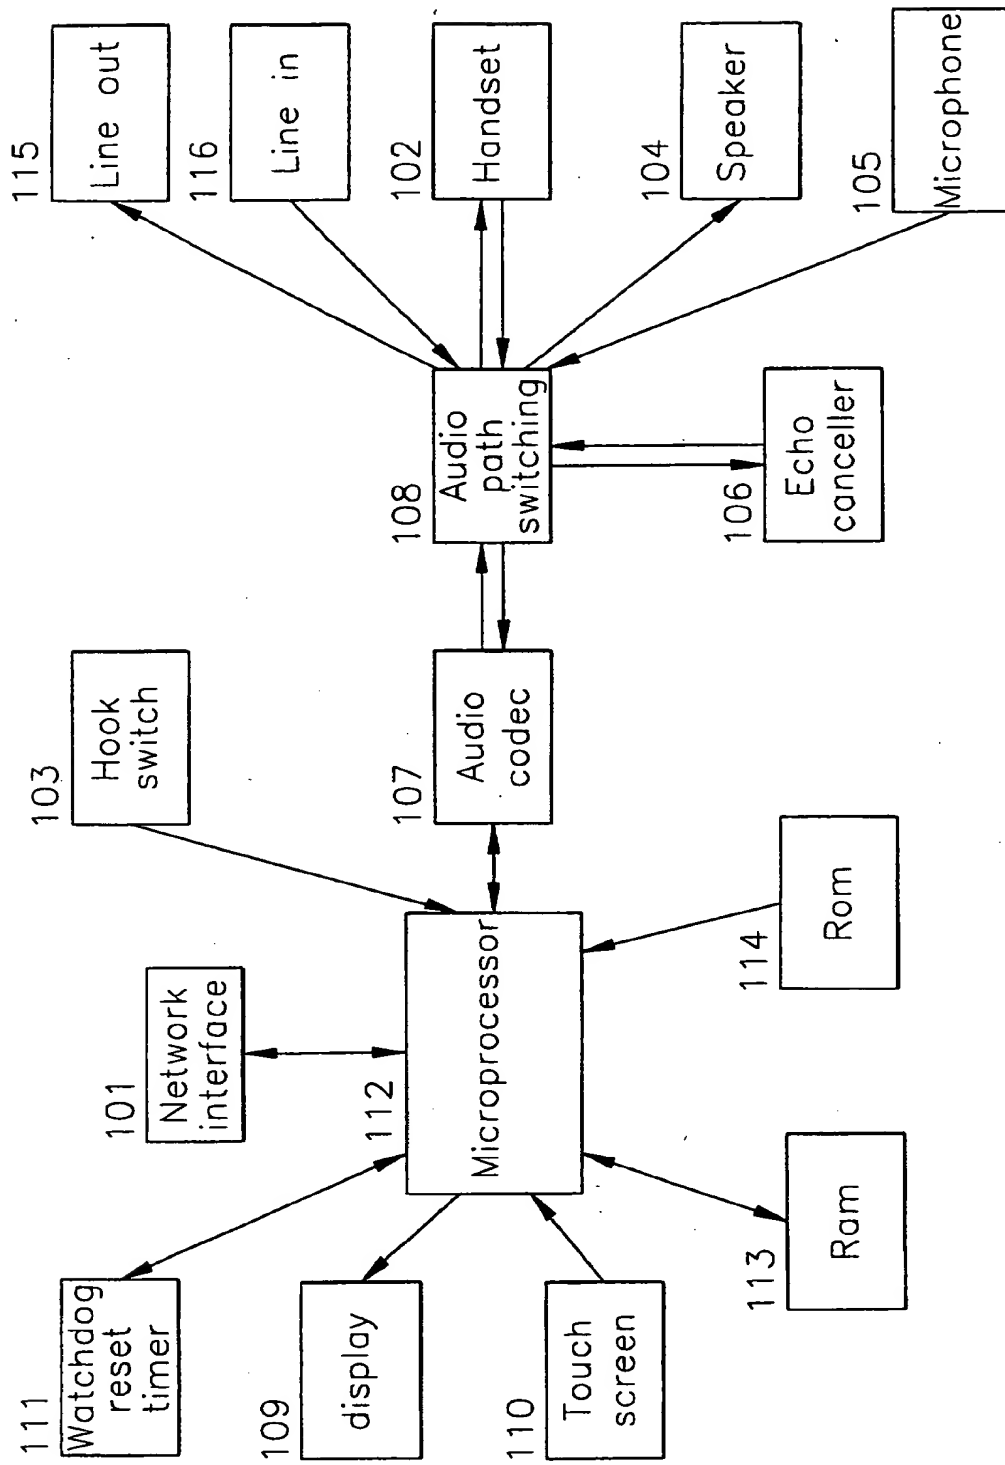 111
Watchdog
reset
timer
109
display
110
Touch
screen
101
Network
interface
112
Microprocessor
113
Ram
103
Hook
switch
114
Rom
107
Audio
codec
108
Audio
path
switching
106
Echo
canceller
115
Line out
116
Line in
102
Handset
104
Speaker
105
Microphone